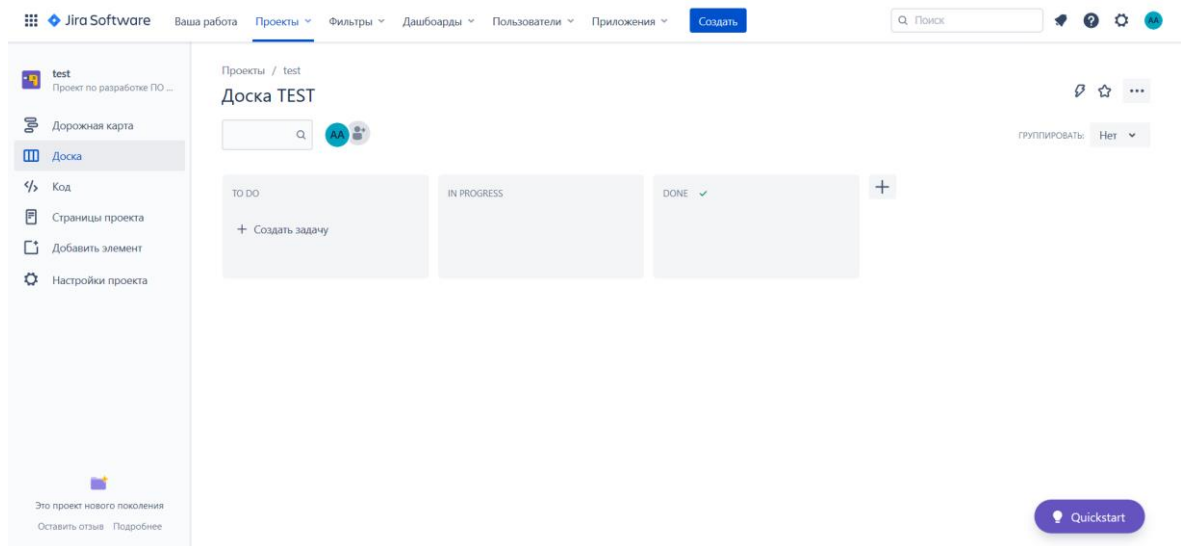 Jira Software Ваша работа Проекты Фильтры Дашбоарды Пользователи Приложения Создать Поиск AA
test
Проект по разработке ПО ...
Дорожная карта
Доска
Код
Страницы проекта
Добавить элемент
Настройки проекта
Это проект нового поколения
Оставить отзыв Подробнее
Проекты / test
Доска TEST
AA
ГРУППИРОВАТЬ: Нет
TO DO IN PROGRESS DONE
+ Создать задачу
Quickstart